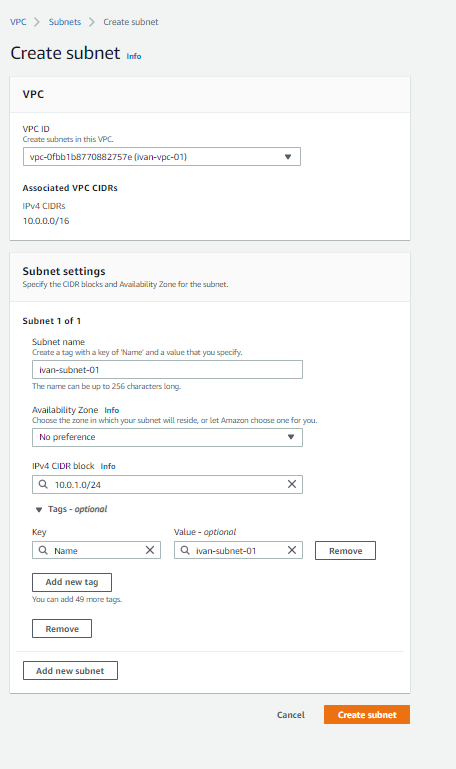 VPC > Subnets > Create subnet
Create subnet Info
VPC
VPC ID
Create subnets in this VPC.
vpc-0fbb1b8770882757e (ivan-vpc-01)
Associated VPC CIDRs
IPv4 CIDRs
10.0.0.0/16
Subnet settings
Specify the CIDR blocks and Availability Zone for the subnet.
Subnet 1 of 1
Subnet name
Create a tag with a key of 'Name' and a value that you specify.
ivan-subnet-01
The name can be up to 256 characters long.
Availability Zone Info
Choose the zone in which your subnet will reside, or let Amazon choose one for you.
No preference
IPv4 CIDR block Info
10.0.1.0/24
Tags - optional
Key Value - optional
Name ivan-subnet-01 Remove
Add new tag
You can add 49 more tags.
Remove
Add new subnet
Cancel Create subnet